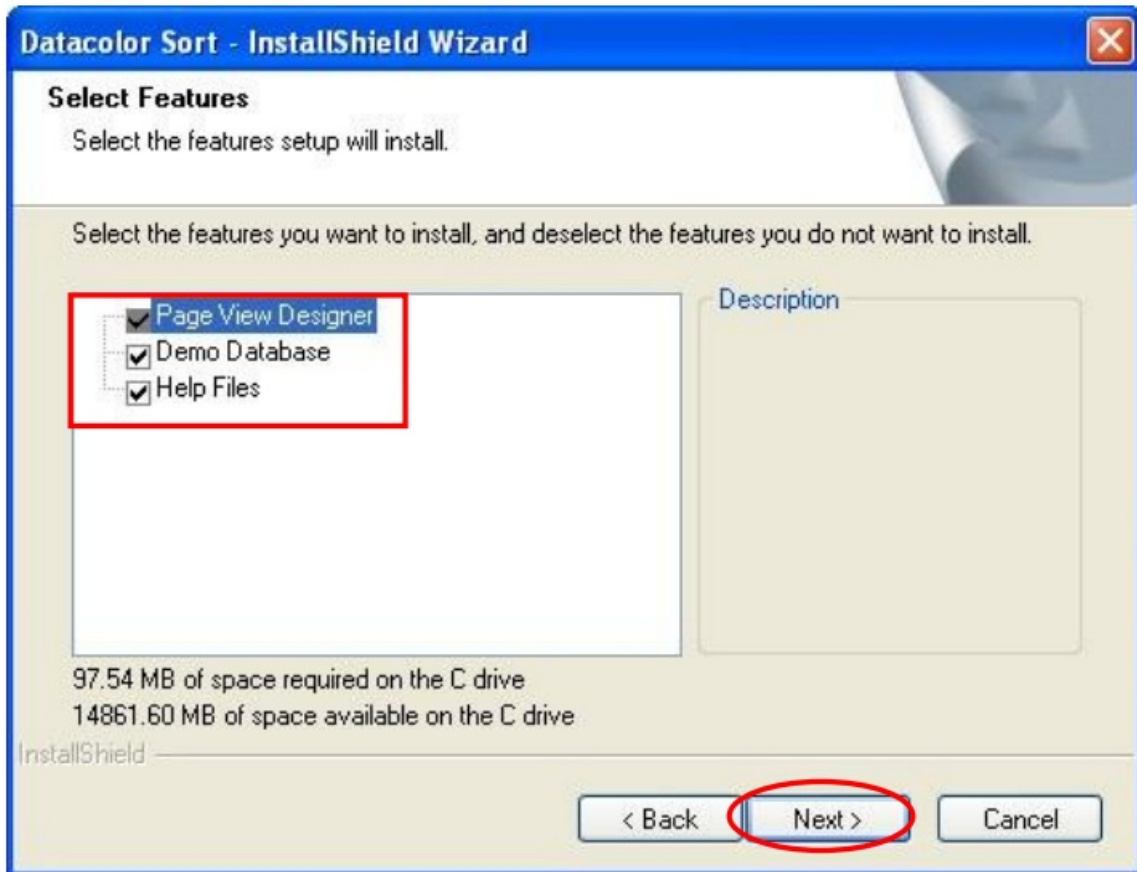 Datacolor Sort - InstallShield Wizard
Select Features
Select the features setup will install.
Select the features you want to install, and deselect the features you do not want to install.
Page View Designer
Demo Database
Help Files
Description
97.54 MB of space required on the C drive
14861.60 MB of space available on the C drive
InstallShield
< Back
Next >
Cancel